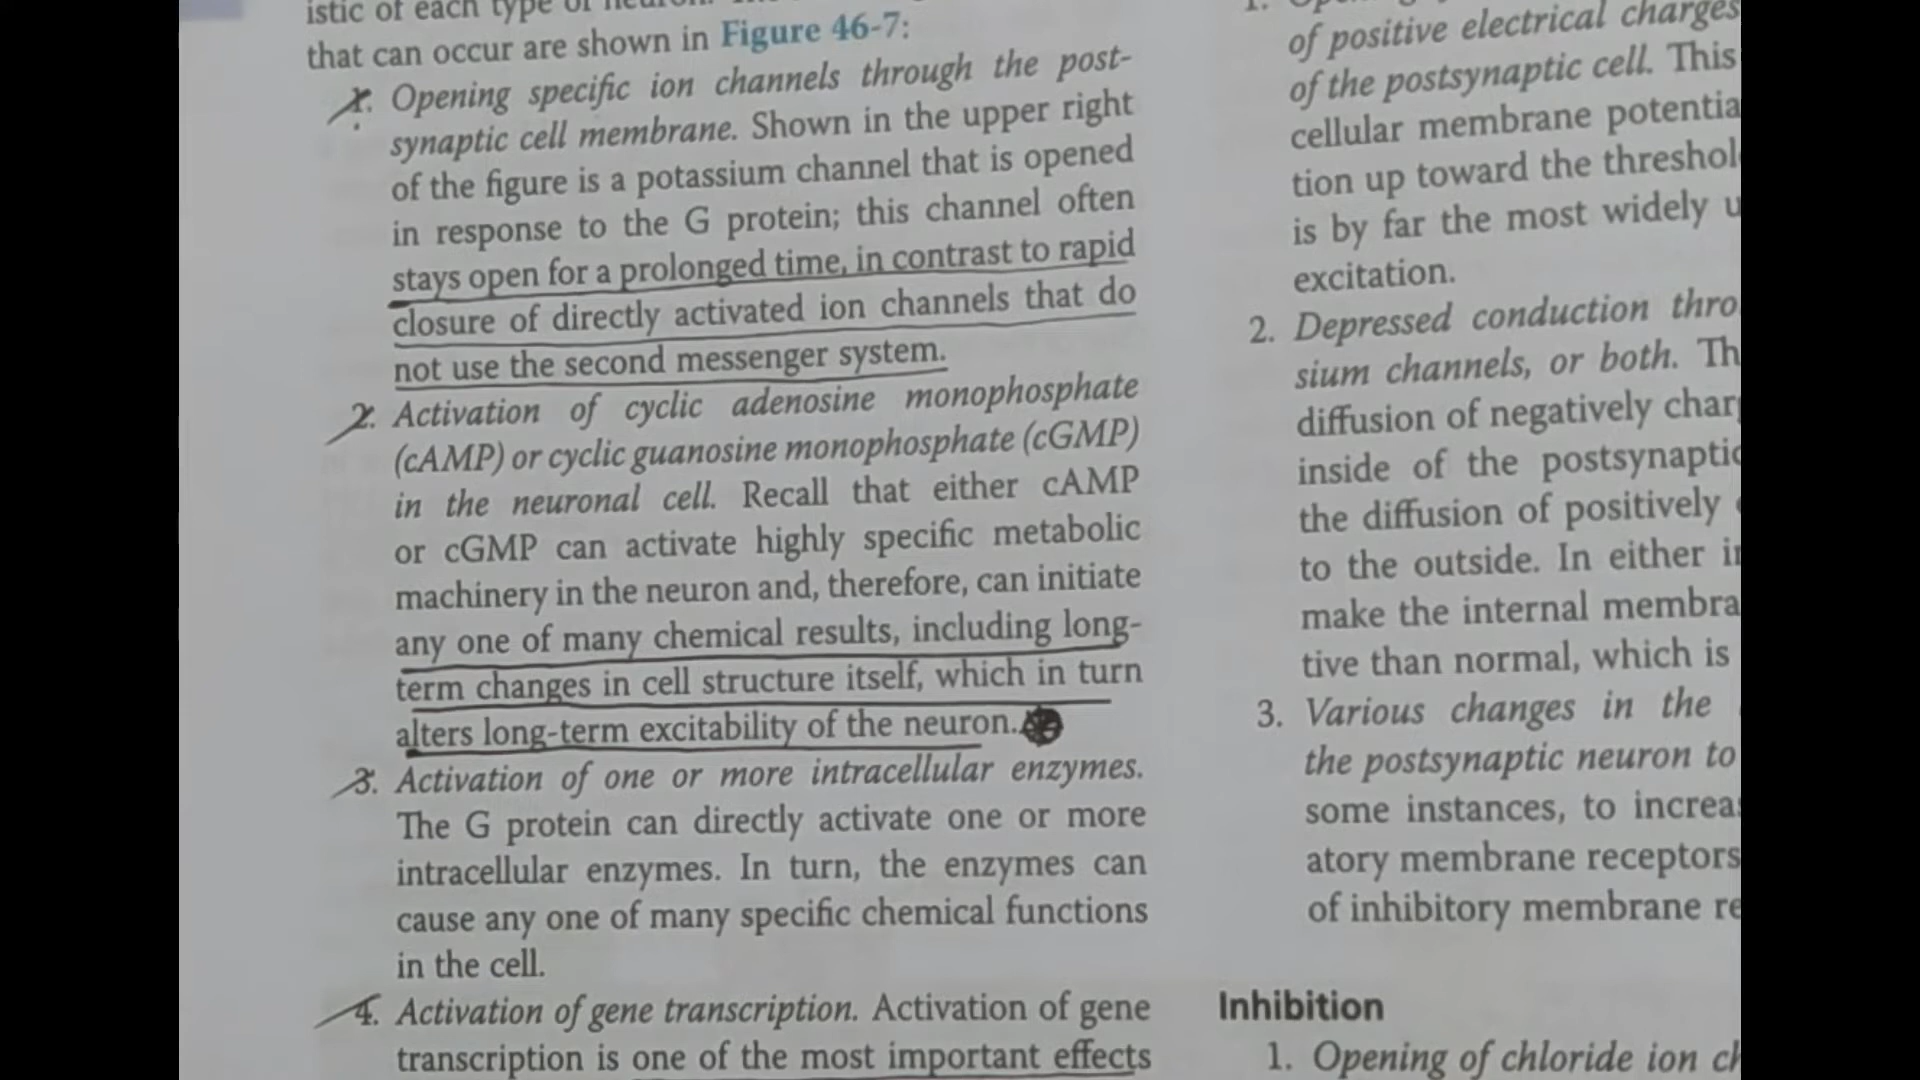 istic of each type of neuron.
that can occur are shown in Figure 46-7:
1. Opening specific ion channels through the post-
synaptic cell membrane. Shown in the upper right
of the figure is a potassium channel that is opened
in response to the G protein; this channel often
stays open for a prolonged time, in contrast to rapid
closure of directly activated ion channels that do
not use the second messenger system.
2. Activation of cyclic adenosine monophosphate
(cAMP) or cyclic guanosine monophosphate (cGMP)
in the neuronal cell. Recall that either cAMP
or cGMP can activate highly specific metabolic
machinery in the neuron and, therefore, can initiate
any one of many chemical results, including long-
term changes in cell structure itself, which in turn
alters long-term excitability of the neuron.
3. Activation of one or more intracellular enzymes.
The G protein can directly activate one or more
intracellular enzymes. In turn, the enzymes can
cause any one of many specific chemical functions
in the cell.
4. Activation of gene transcription. Activation of gene
transcription is one of the most important effects
of positive electrical charges
of the postsynaptic cell. This
cellular membrane potentia
tion up toward the threshol
is by far the most widely u
excitation.
2. Depressed conduction thro
sium channels, or both. Th
diffusion of negatively char
inside of the postsynaptic
the diffusion of positively
to the outside. In either i
make the internal membra
tive than normal, which is
3. Various changes in the
the postsynaptic neuron to
some instances, to increa
atory membrane receptors
of inhibitory membrane re
Inhibition
1. Opening of chloride ion ch